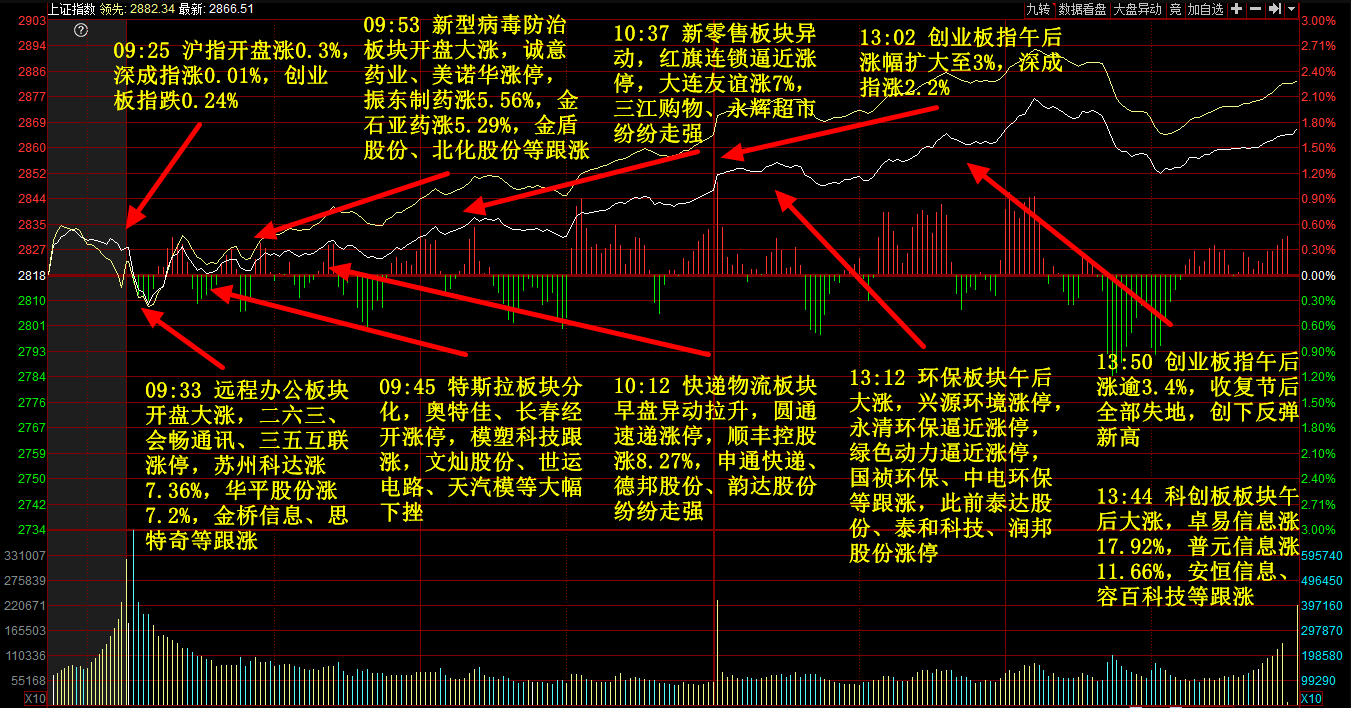 上证指数 领先: 2882.34 最新: 2866.51
九转 数据看盘 大盘异动 竞 加自选
09:25 沪指开盘涨0.3%,
深成指涨0.01%, 创业
板指跌0.24%
09:53 新型病毒防治
板块开盘大涨, 诚意
药业、美诺华涨停,
振东制药涨5.56%, 金
石亚药涨5.29%, 金盾
股份、北化股份等跟涨
10:37 新零售板块异
动, 红旗连锁逼近涨
停, 大连友谊涨7%,
三江购物、永辉超市
纷纷走强
13:02 创业板指午后
涨幅扩大至3%, 深成
指涨2.2%
09:33 远程办公板块
开盘大涨, 二六三、
会畅通讯、三五互联
涨停, 苏州科达涨
7.36%, 华平股份涨
7.2%, 金桥信息、思
特奇等跟涨
09:45 特斯拉板块分
化, 奥特佳、长春经
开涨停, 模塑科技跟
涨, 文灿股份、世运
电路、天汽模等大幅
下挫
10:12 快递物流板块
早盘异动拉升, 圆通
速递涨停, 顺丰控股
涨8.27%, 申通快递、
德邦股份、韵达股份
纷纷走强
13:12 环保板块午后
大涨, 兴源环境涨停,
永清环保逼近涨停,
绿色动力逼近涨停,
国祯环保、中电环保
等跟涨, 此前泰达股
份、泰和科技、润邦
股份涨停
13:50 创业板指午后
涨逾3.4%, 收复节后
全部失地, 创下反弹
新高
13:44 科创板板块午
后大涨, 卓易信息涨
17.92%, 普元信息涨
11.66%, 安恒信息、
容百科技等跟涨
2903
2894
2886
2877
2869
2860
2852
2844
2835
2827
2818
2810
2801
2793
2784
2776
2767
2759
2750
2742
2734
331007
275839
220671
165503
110336
55168
X10
3.00%
2.71%
2.40%
2.10%
1.80%
1.50%
1.20%
0.90%
0.60%
0.30%
0.00%
0.30%
0.60%
0.90%
1.20%
1.50%
1.80%
2.10%
2.40%
2.71%
3.00%
595740
496450
397160
297870
198580
99290
X10